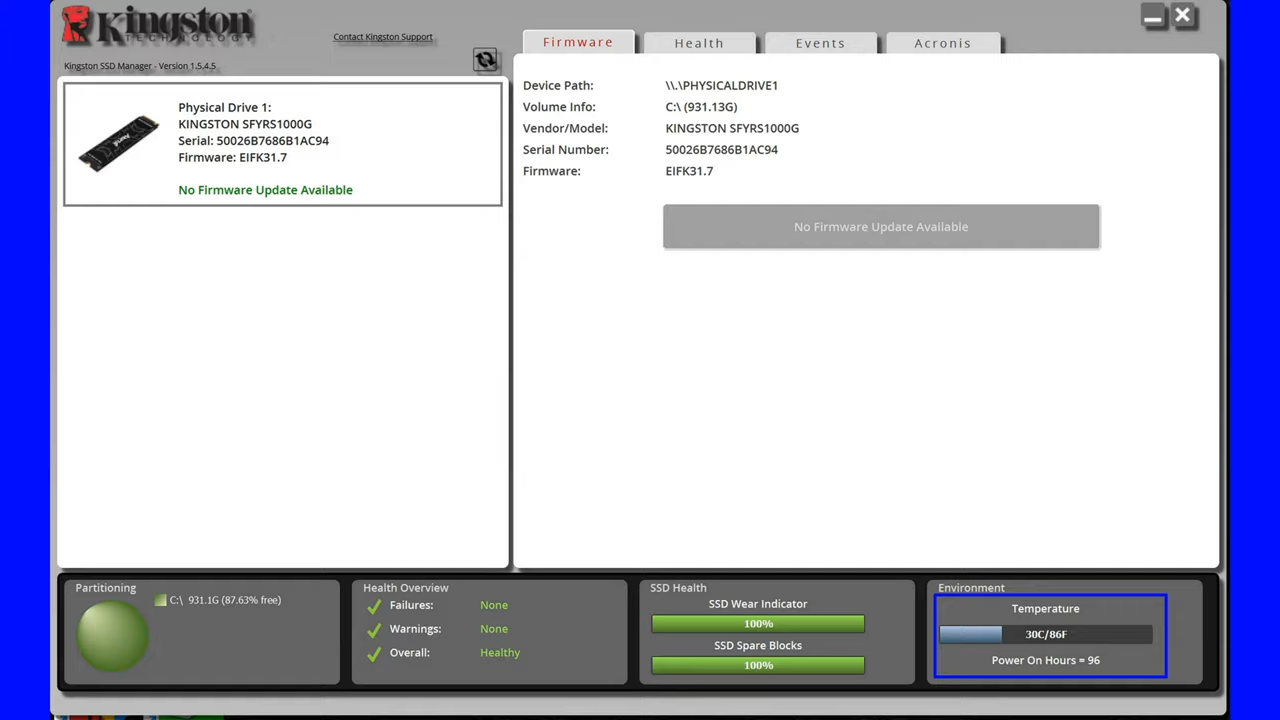 Kingston
TECHNOLOGY
Contact Kingston Support
Kingston SSD Manager - Version 1.5.4.5
Physical Drive 1:
KINGSTON SFYRS1000G
Serial: 50026B7686B1AC94
Firmware: EIFK31.7
No Firmware Update Available
Firmware
Health
Events
Acronis
Device Path: \\.\PHYSICALDRIVE1
Volume Info: C:\ (931.13G)
Vendor/Model: KINGSTON SFYRS1000G
Serial Number: 50026B7686B1AC94
Firmware: EIFK31.7
No Firmware Update Available
Partitioning
C:\ 931.1G (87.63% free)
Health Overview
Failures: None
Warnings: None
Overall: Healthy
SSD Health
SSD Wear Indicator
100%
SSD Spare Blocks
100%
Environment
Temperature
30C/86F
Power On Hours = 96